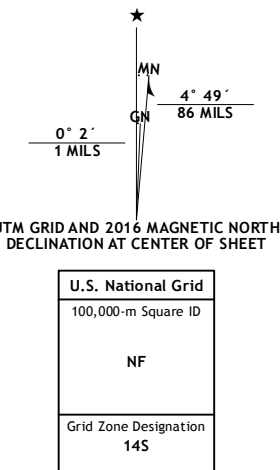 ★
MN
GN
4° 49´
86 MILS
0° 2´
1 MILS
UTM GRID AND 2016 MAGNETIC NORTH
DECLINATION AT CENTER OF SHEET
U.S. National Grid
100,000-m Square ID
NF
Grid Zone Designation
14S